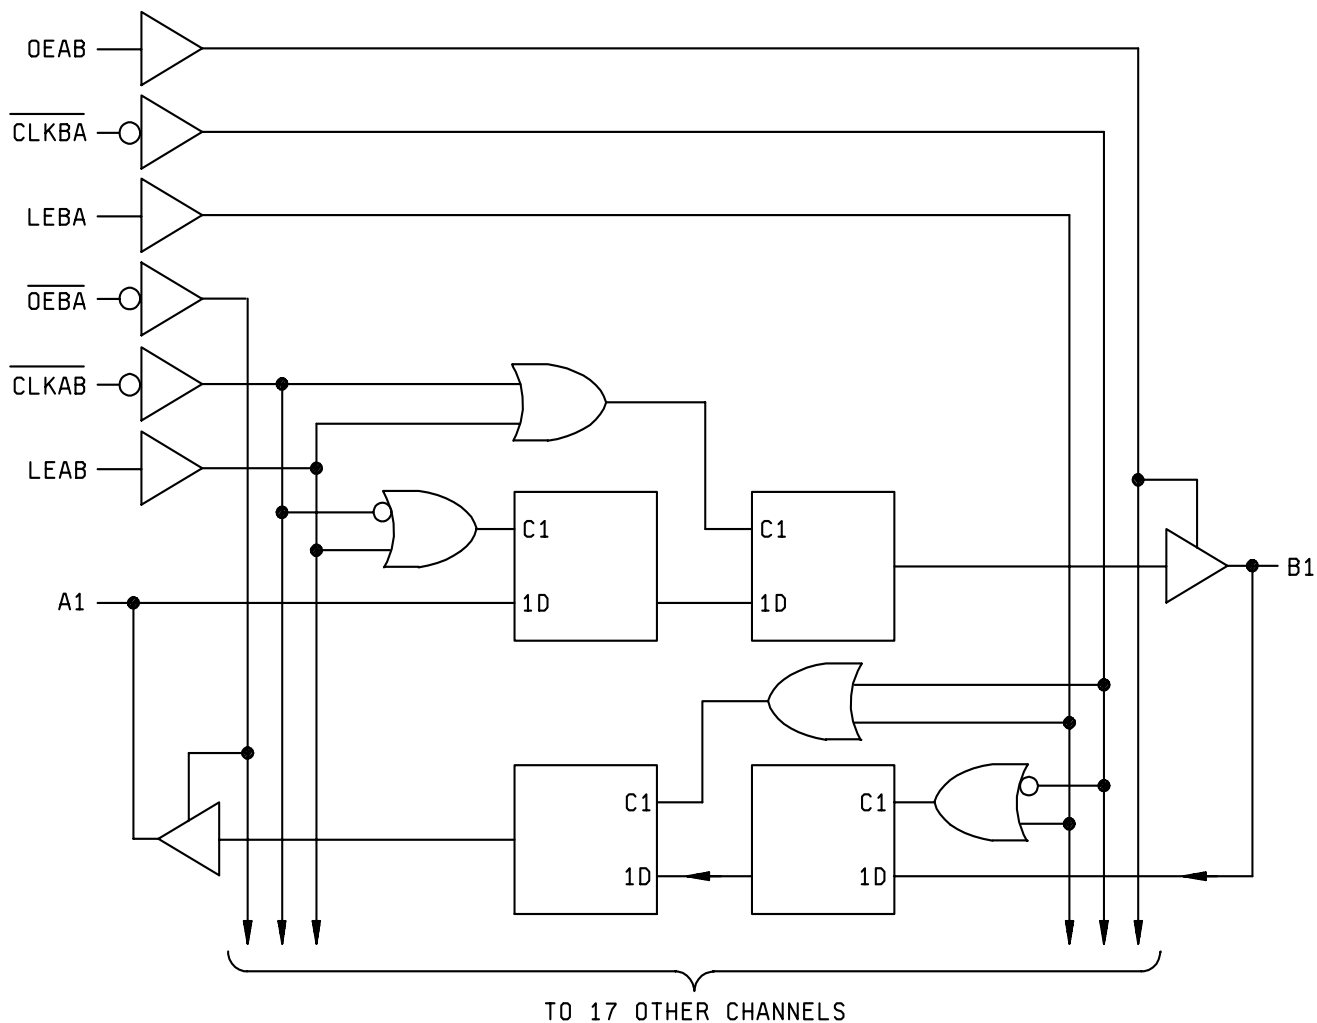 OEAB
CLKBA
LEBA
OEBA
CLKAB
LEAB
C1
C1
B1
A1
1D
1D
C1
C1
1D
1D
TO 17 OTHER CHANNELS